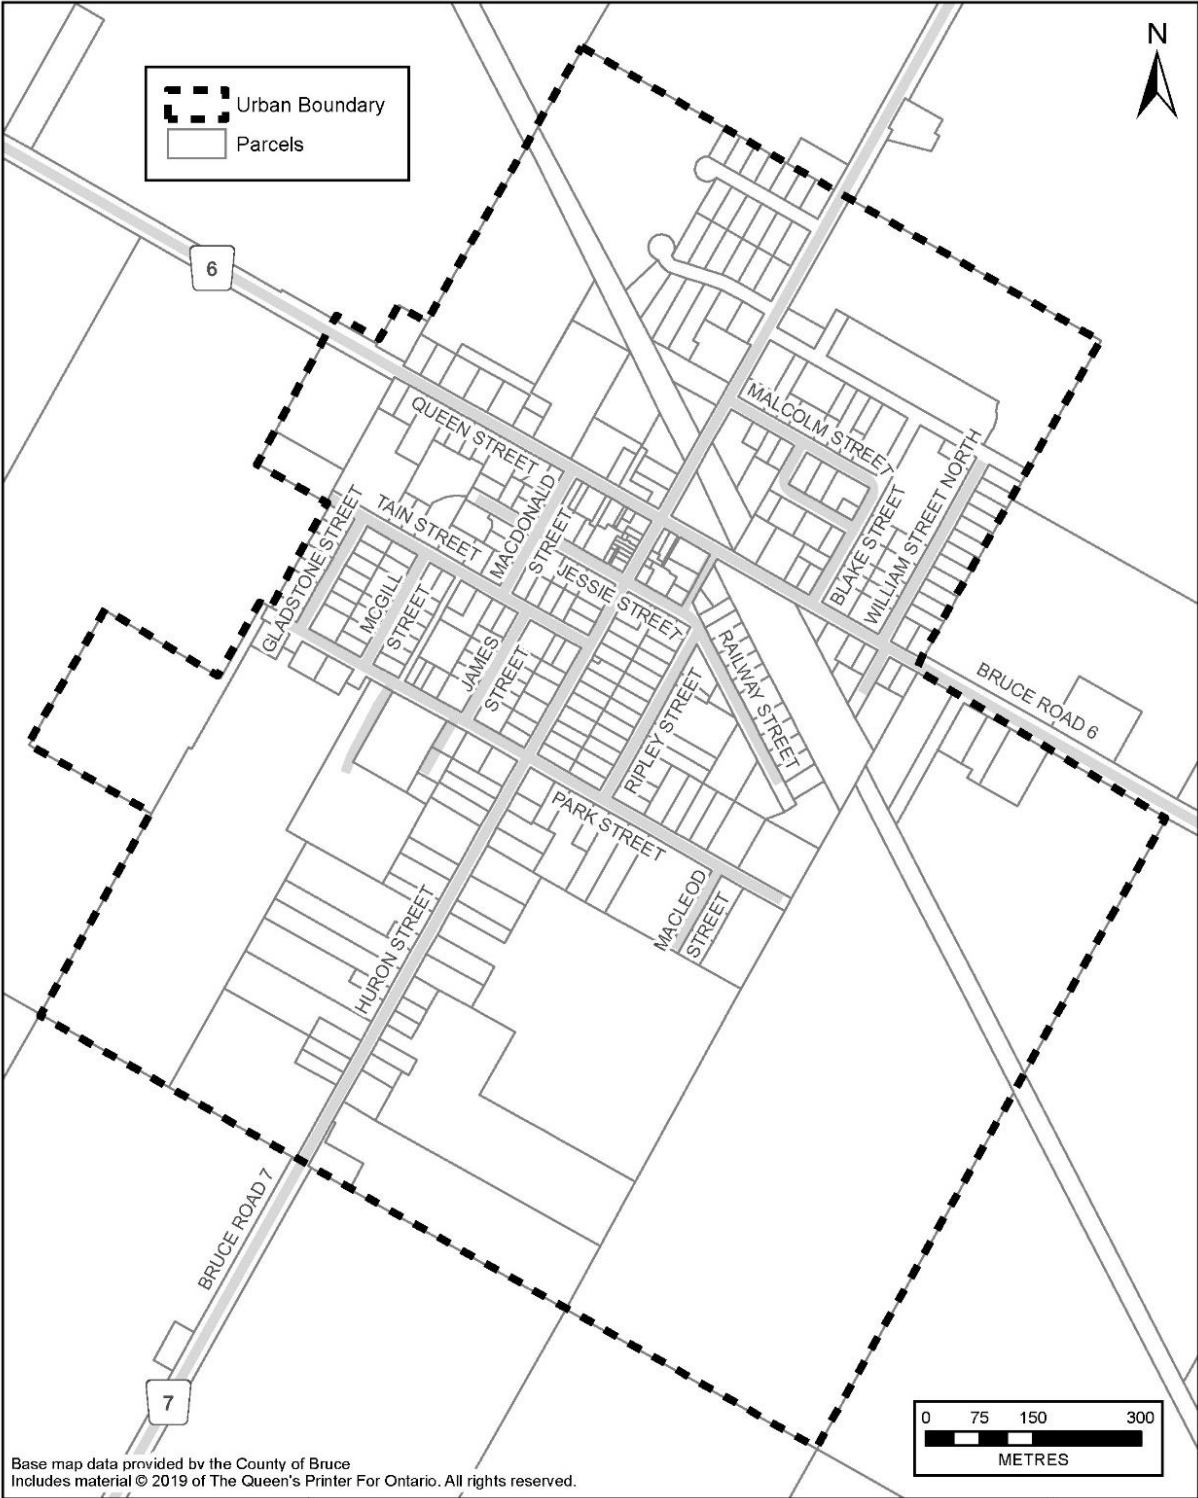 N
Urban Boundary
Parcels
6
MALCOLM STREET
QUEEN STREET
WILLIAM STREET NORTH
BLAKE STREET
GLADSTONE STREET
TAIN STREET
MACDONALD
STREET
JESSIE STREET
MCGILL
STREET
JAMES
STREET
RAILWAY STREET
RIPLEY STREET
BRUCE ROAD 6
PARK STREET
MACLEOD
STREET
HURON STREET
BRUCE ROAD 7
7
0 75 150 300
METRES
Base map data provided by the County of Bruce
Includes material © 2019 of The Queen's Printer For Ontario. All rights reserved.